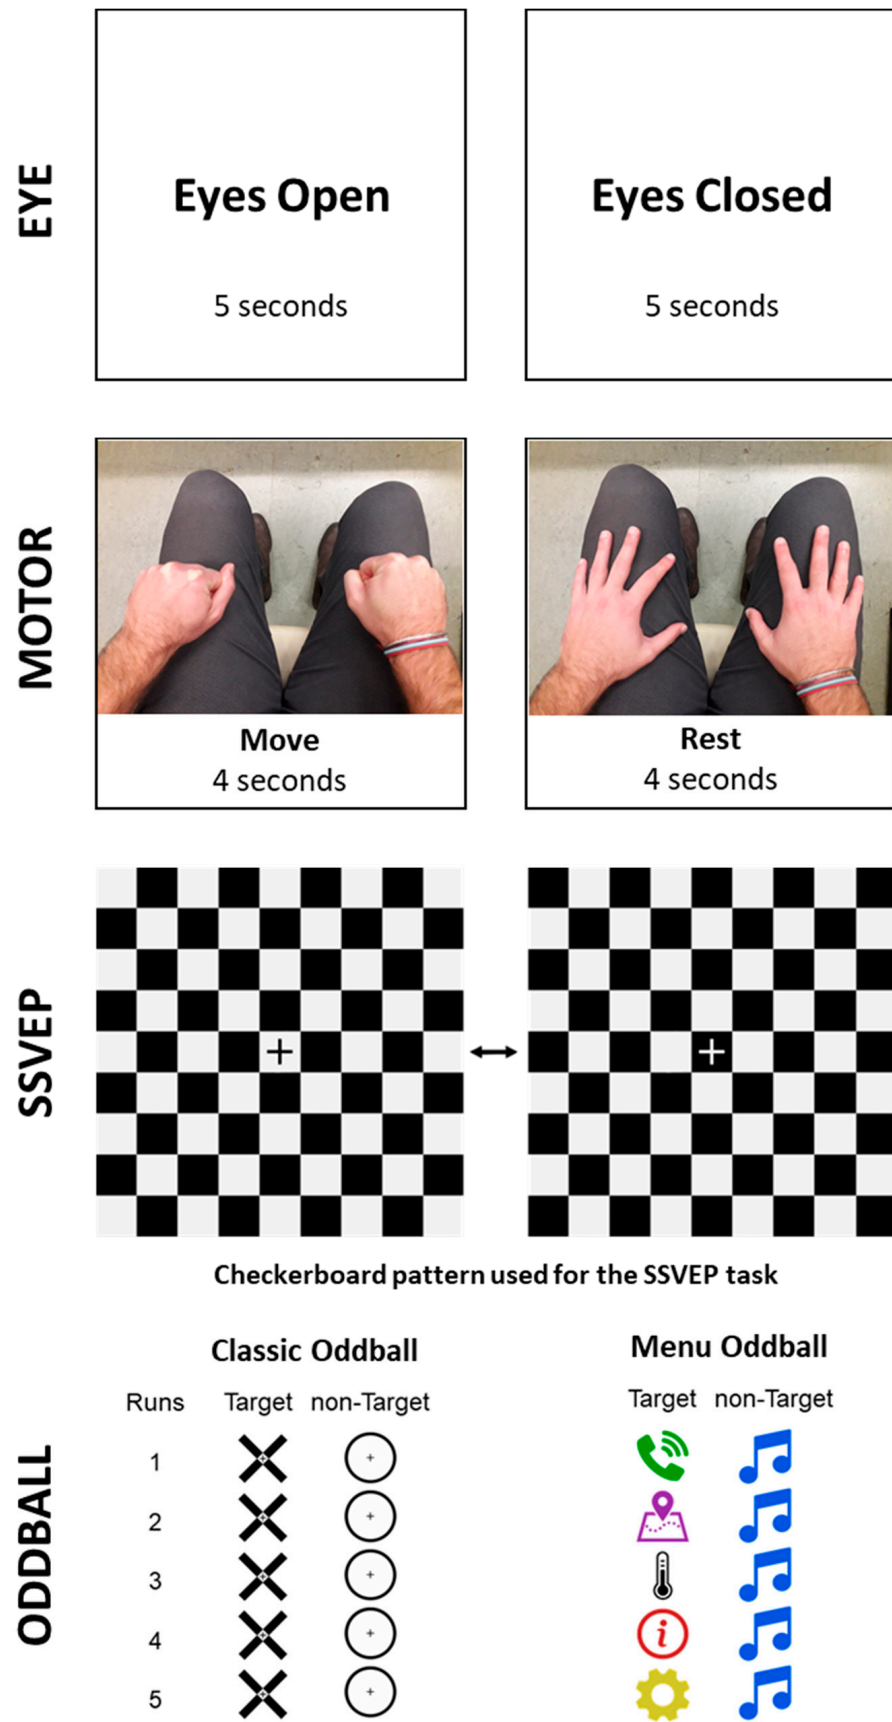 EYE
Eyes Open
5 seconds
Eyes Closed
5 seconds
MOTOR
Move
4 seconds
Rest
4 seconds
SSVEP
Checkerboard pattern used for the SSVEP task
ODDBALL
Classic Oddball
Runs Target non-Target
1
2
3
4
5
Menu Oddball
Target non-Target
i